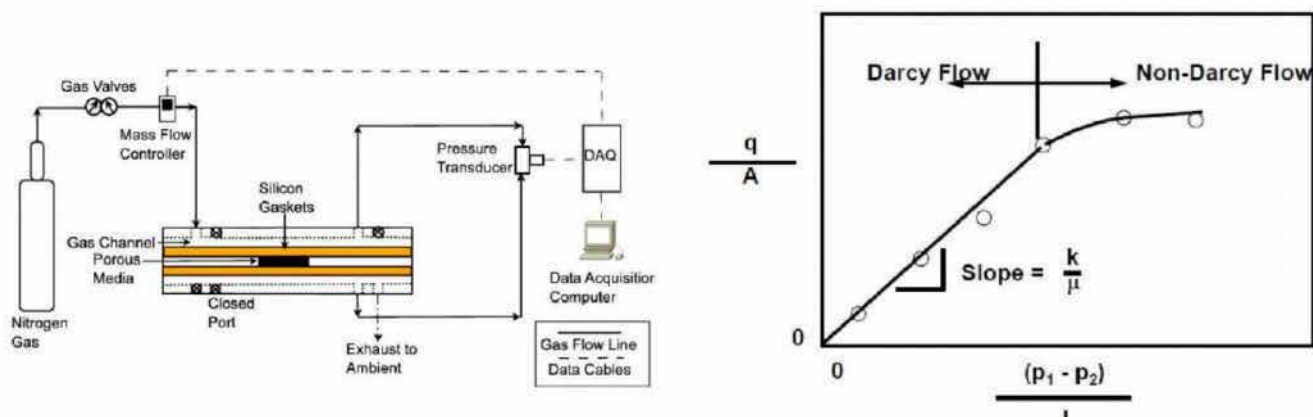 Gas Valves
Mass Flow
Controller
Nitrogen
Gas
Silicon
Gaskets
Gas Channel
Porous
Media
Closed
Port
Exhaust to
Ambient
Pressure
Transducer
DAQ
Data Acquisitior
Computer
Gas Flow Line
Data Cables
Darcy Flow
Non-Darcy Flow
q
A
Slope = k
μ
0
0
(p1 - p2)